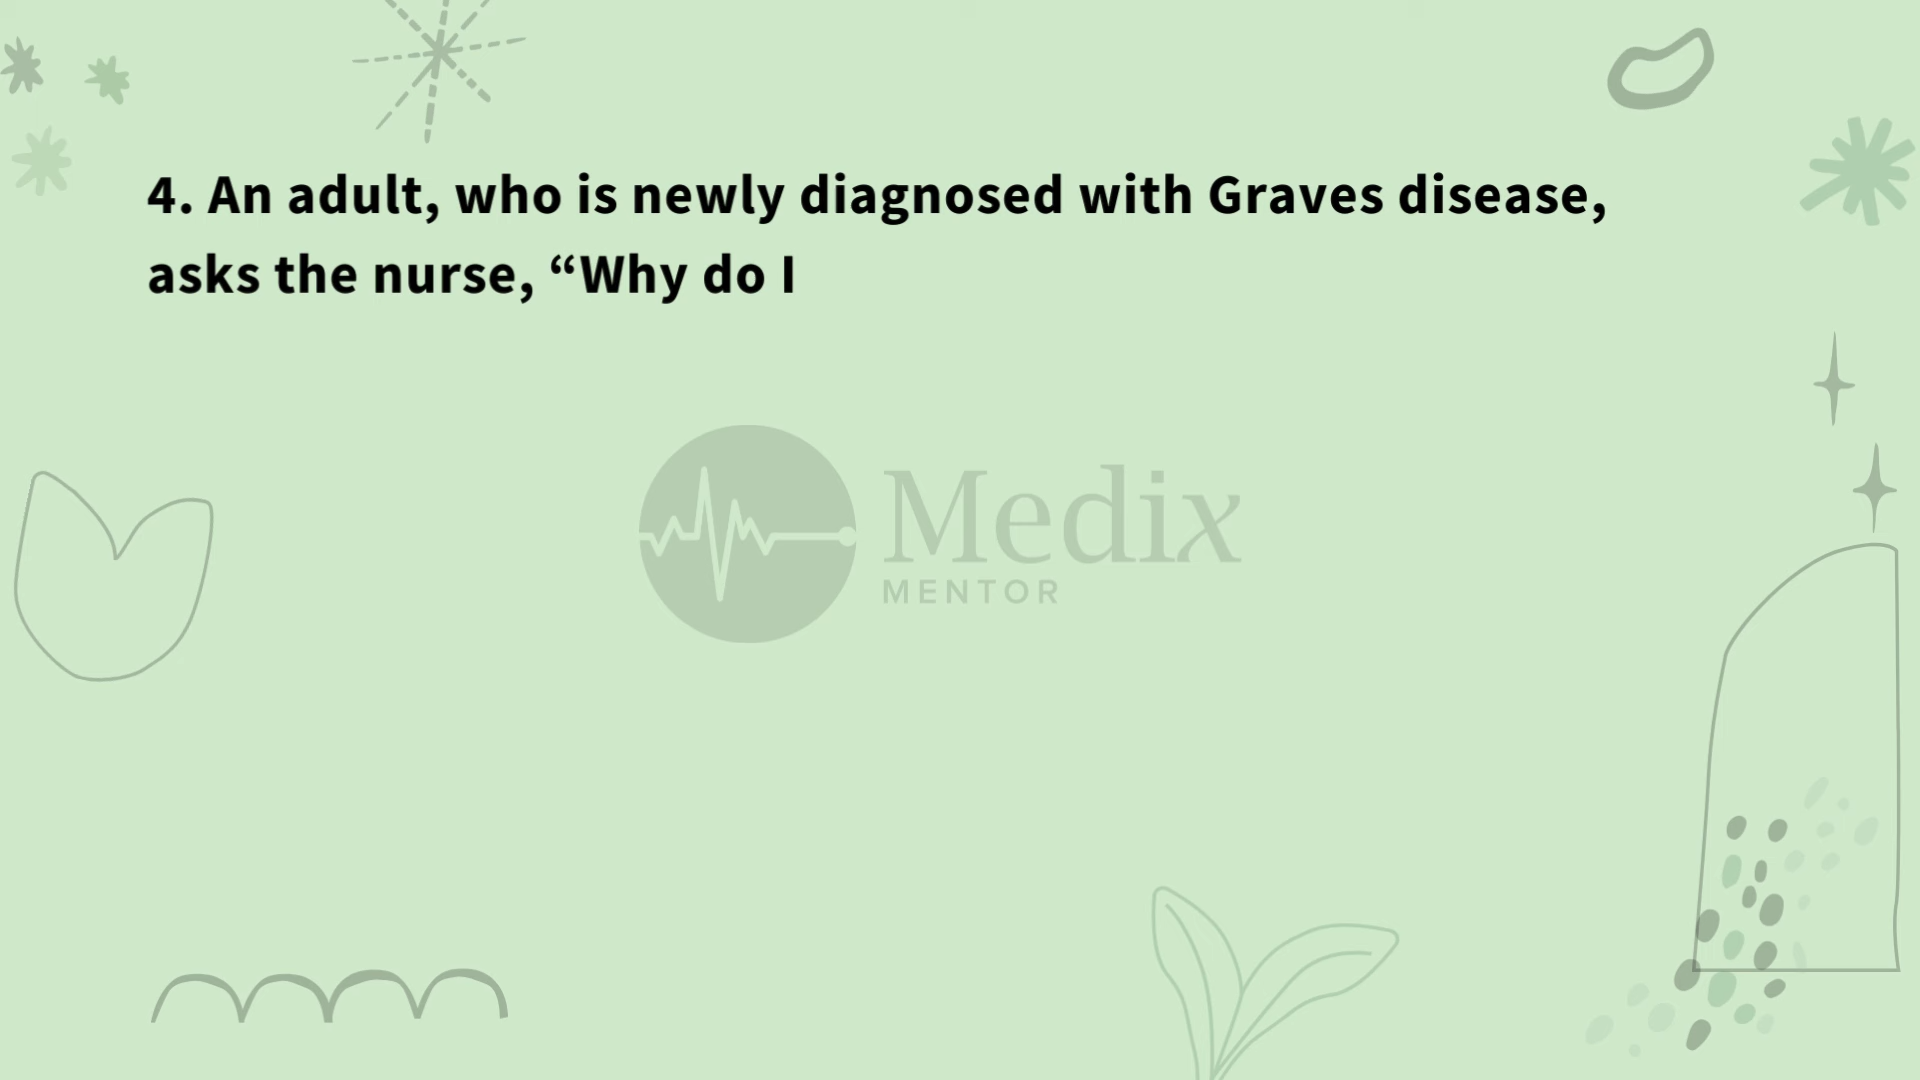 4. An adult, who is newly diagnosed with Graves disease,
asks the nurse, “Why do I
Medix
MENTOR